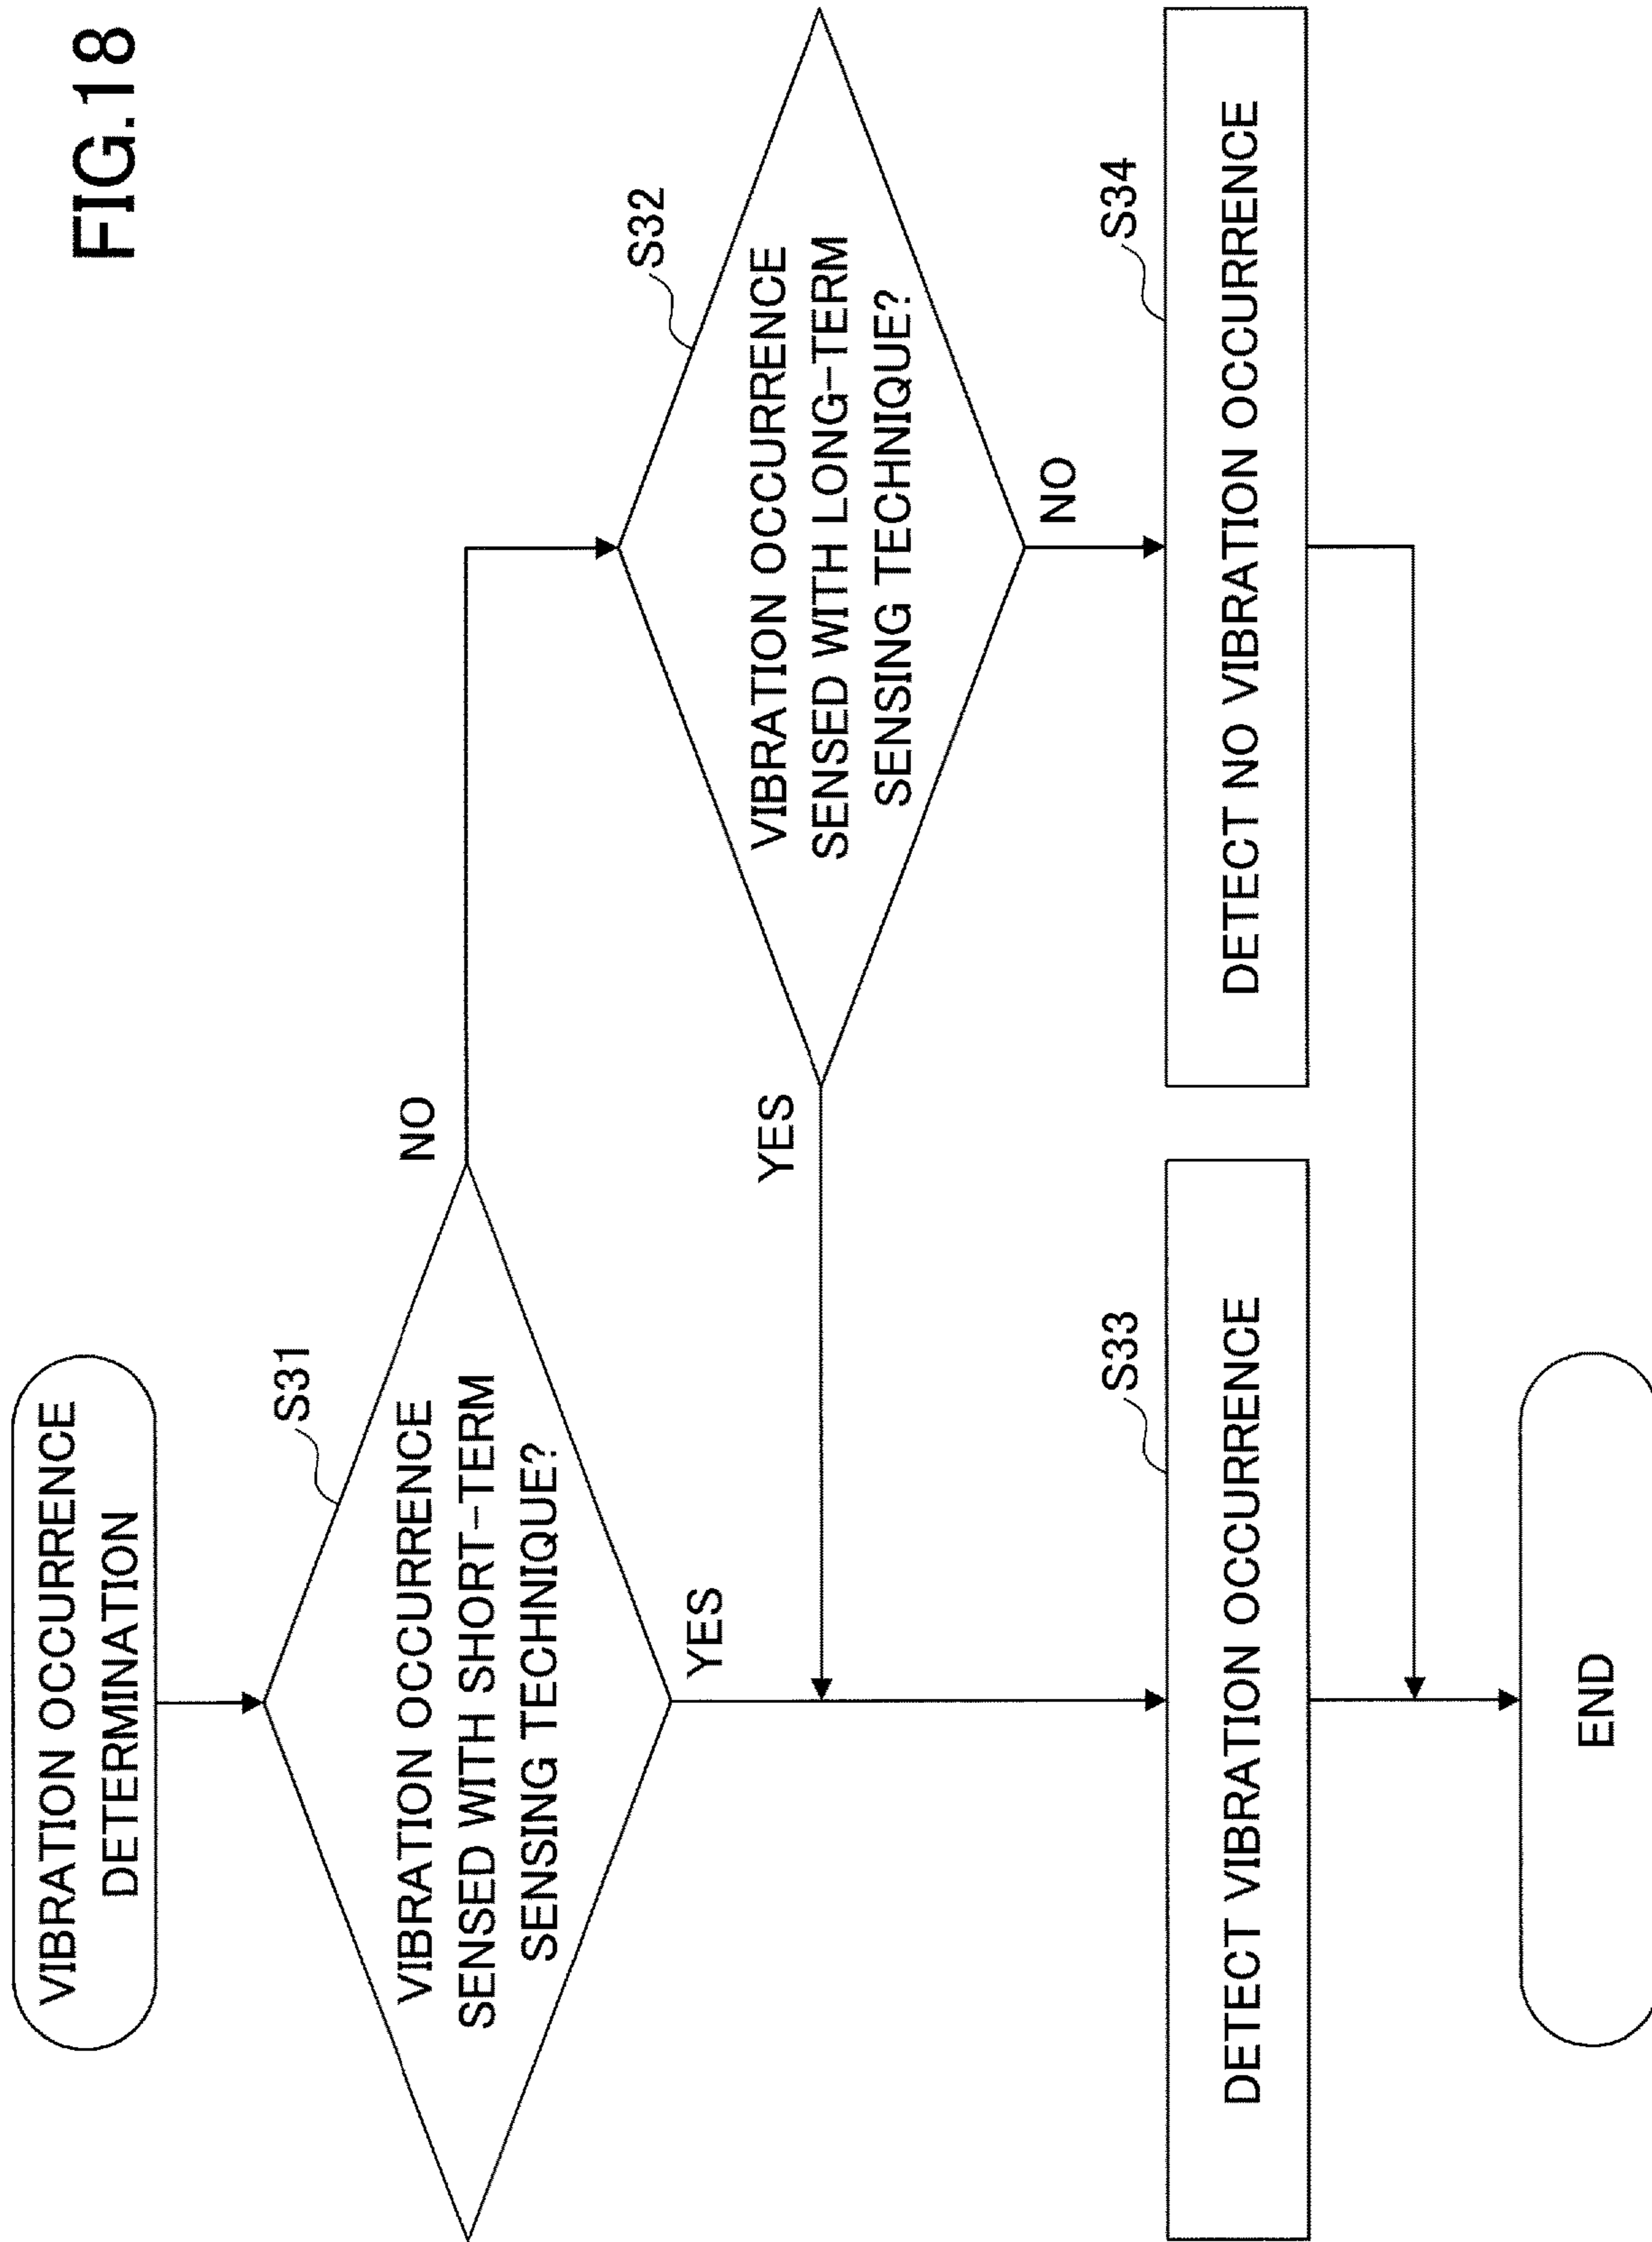 FIG.18
VIBRATION OCCURRENCE
DETERMINATION
S31
VIBRATION OCCURRENCE
SENSED WITH SHORT-TERM
SENSING TECHNIQUE?
NO
YES
S32
VIBRATION OCCURRENCE
SENSED WITH LONG-TERM
SENSING TECHNIQUE?
YES
NO
S33
DETECT VIBRATION OCCURRENCE
S34
DETECT NO VIBRATION OCCURRENCE
END